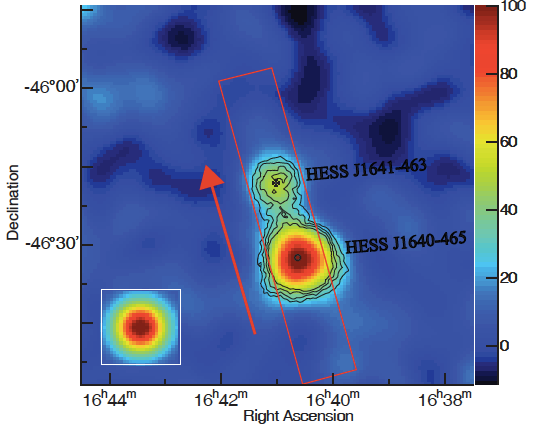 100
80
60
40
20
0
-46°00'
-46°30'
Declination
HESS J1641-463
HESS J1640-465
16ʰ44ᵐ
16ʰ42ᵐ
16ʰ40ᵐ
16ʰ38ᵐ
Right Ascension